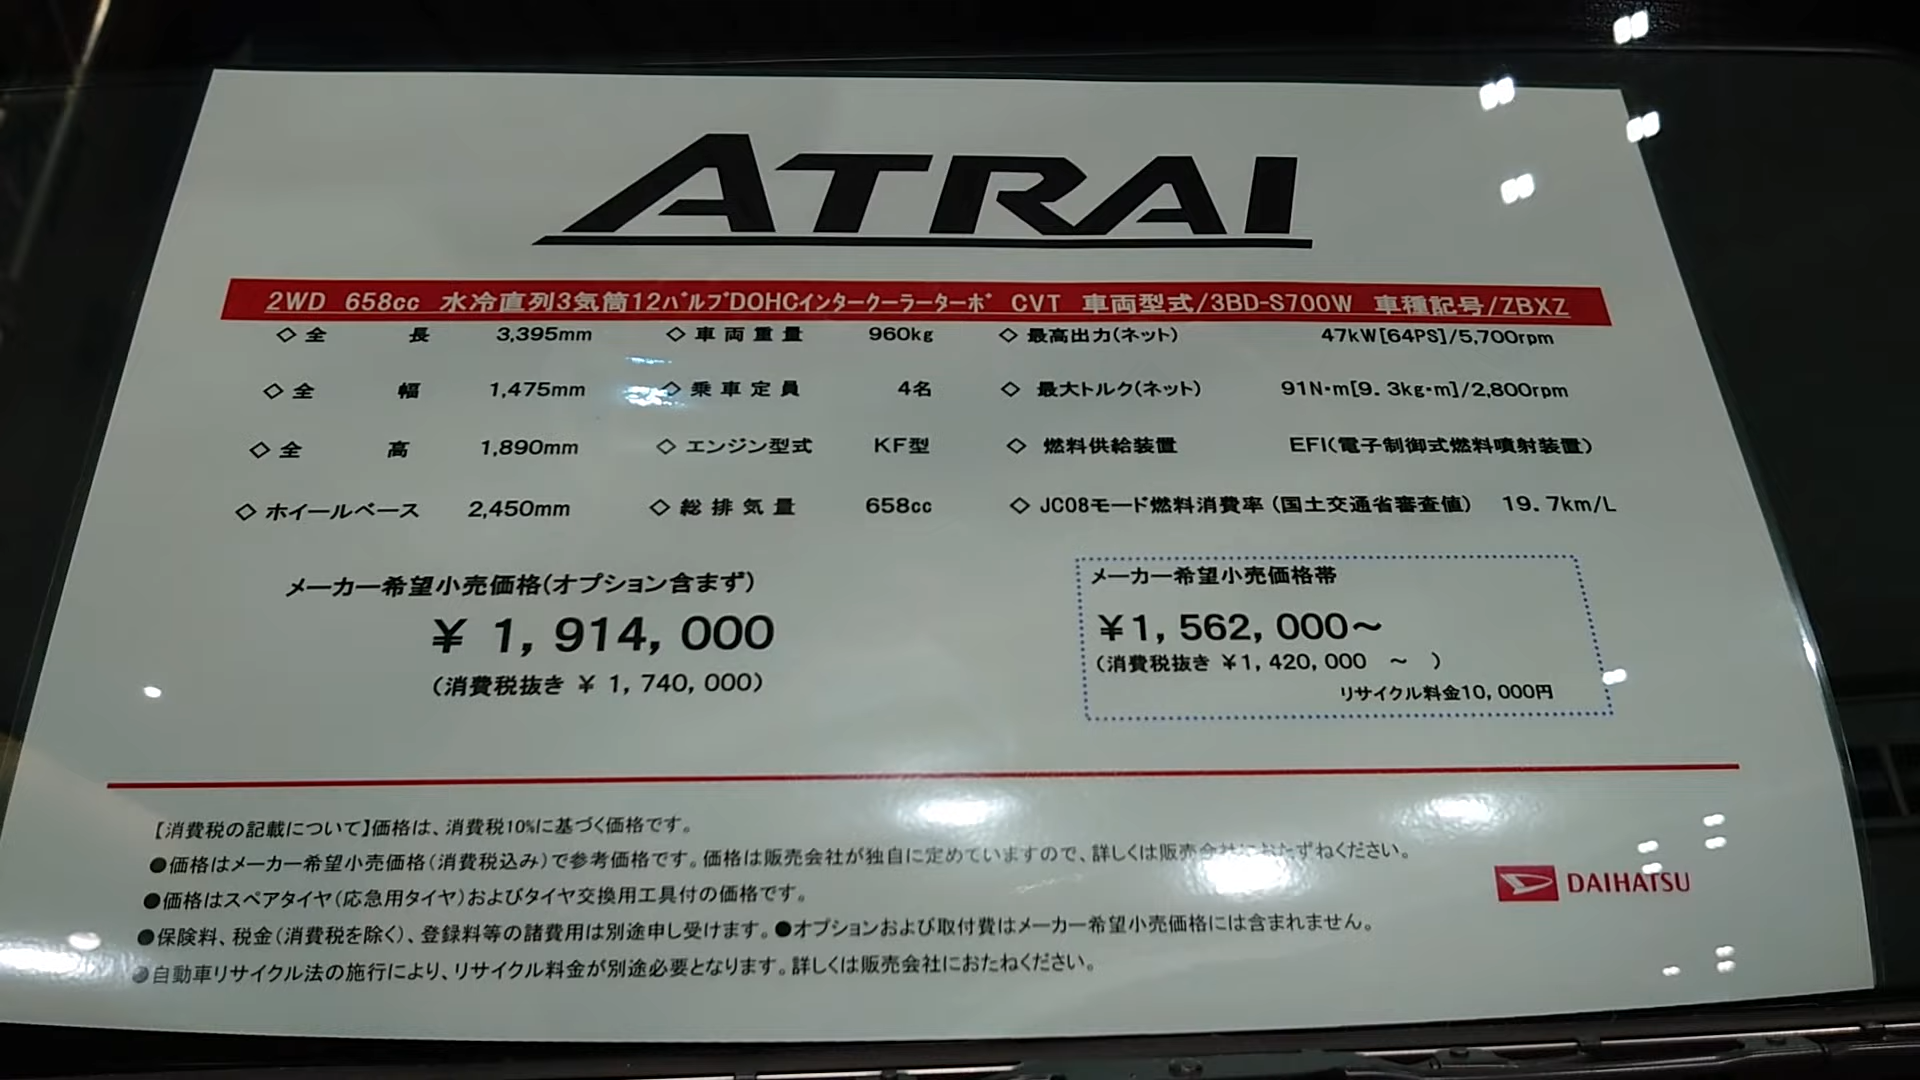 ATRAI
2WD 658cc 水冷直列3気筒12ﾊﾞﾙﾌﾞDOHCインタークーラーターボ CVT 車両型式/3BD-S700W 車種記号/ZBXZ
◇ 全長 3,395mm ◇ 車両重量 960kg ◇ 最高出力(ネット) 47kW[64PS]/5,700rpm
◇ 全幅 1,475mm ◇ 乗車定員 4名 ◇ 最大トルク(ネット) 91N・m[9.3kg・m]/2,800rpm
◇ 全高 1,890mm ◇ エンジン型式 KF型 ◇ 燃料供給装置 EFI(電子制御式燃料噴射装置)
◇ ホイールベース 2,450mm ◇ 総排気量 658cc ◇ JC08モード燃料消費率(国土交通省審査値) 19.7km/L
メーカー希望小売価格(オプション含まず)
¥ 1,914,000
(消費税抜き ¥ 1,740,000)
メーカー希望小売価格帯
¥1,562,000～
(消費税抜き ¥1,420,000 ～ )
リサイクル料金10,000円
【消費税の記載について】価格は、消費税10%に基づく価格です。
●価格はメーカー希望小売価格(消費税込み)で参考価格です。価格は販売会社が独自に定めていますので、詳しくは販売会社におたずねください。
●価格はスペアタイヤ(応急用タイヤ)およびタイヤ交換用工具付の価格です。
●保険料、税金(消費税を除く)、登録料等の諸費用は別途申し受けます。●オプションおよび取付費はメーカー希望小売価格には含まれません。
●自動車リサイクル法の施行により、リサイクル料金が別途必要となります。詳しくは販売会社におたねください。
DAIHATSU